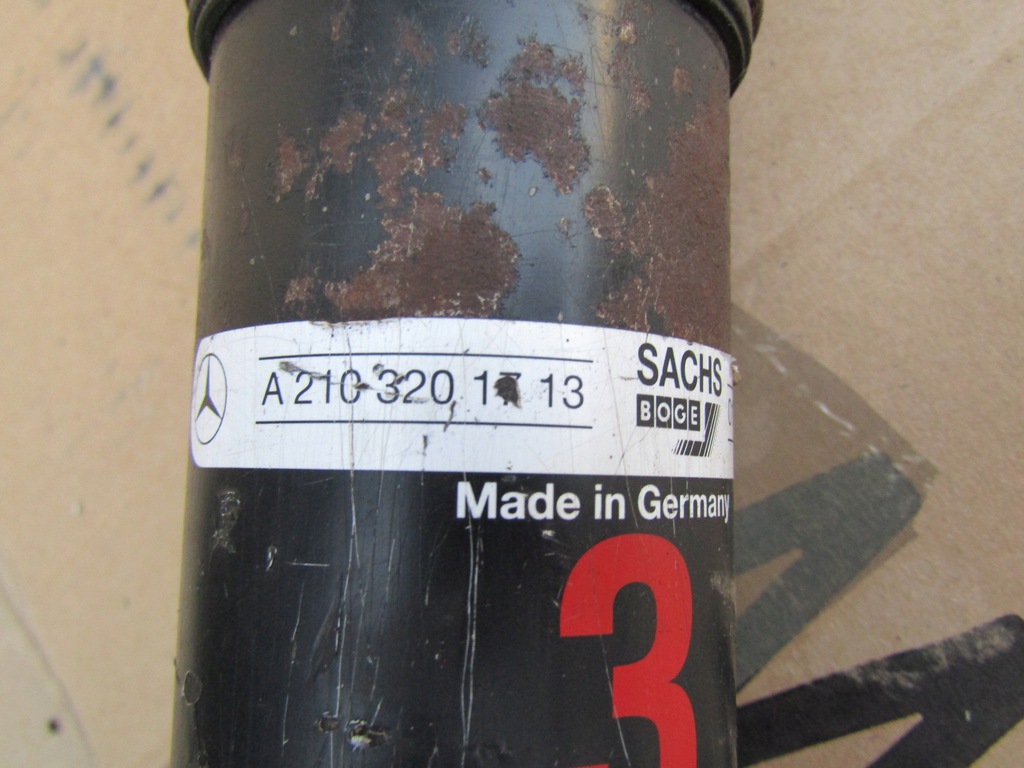 A 210 320 13
SACHS
BOGE
Made in Germany
3